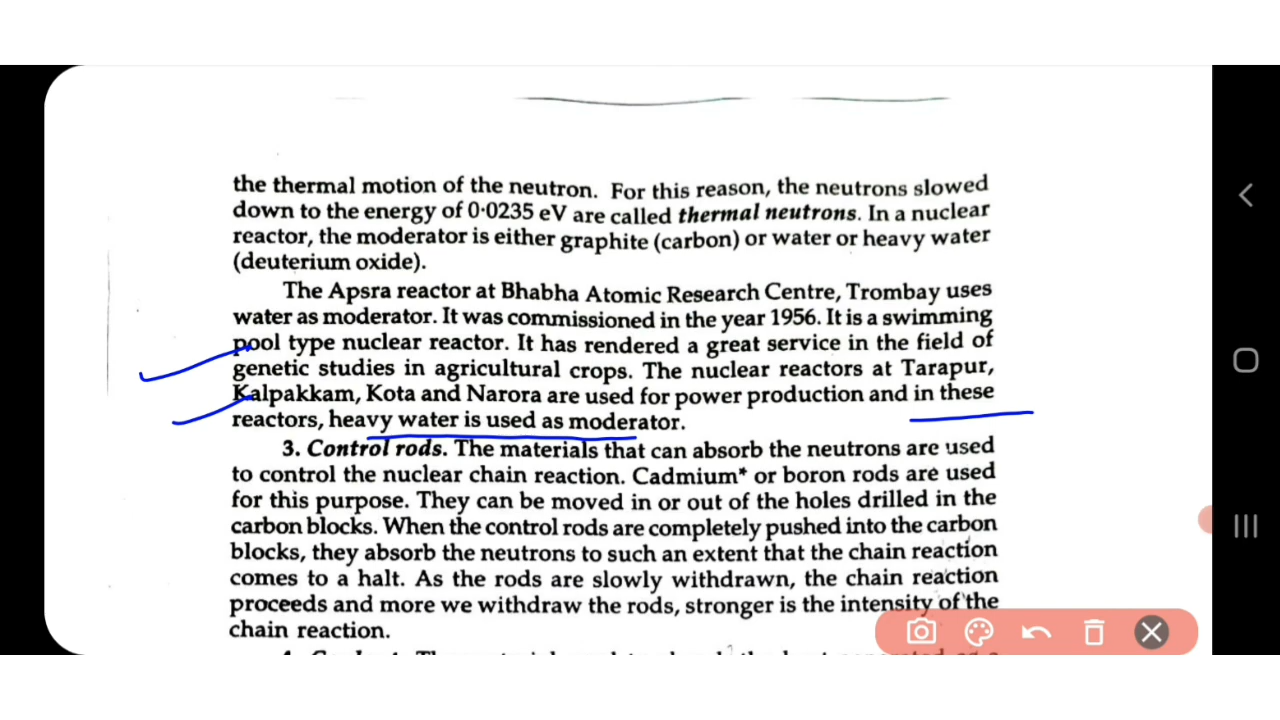 the thermal motion of the neutron. For this reason, the neutrons slowed
down to the energy of 0·0235 eV are called thermal neutrons. In a nuclear
reactor, the moderator is either graphite (carbon) or water or heavy water
(deuterium oxide).
The Apsra reactor at Bhabha Atomic Research Centre, Trombay uses
water as moderator. It was commissioned in the year 1956. It is a swimming
pool type nuclear reactor. It has rendered a great service in the field of
genetic studies in agricultural crops. The nuclear reactors at Tarapur,
Kalpakkam, Kota and Narora are used for power production and in these
reactors, heavy water is used as moderator.
3. Control rods. The materials that can absorb the neutrons are used
to control the nuclear chain reaction. Cadmium* or boron rods are used
for this purpose. They can be moved in or out of the holes drilled in the
carbon blocks. When the control rods are completely pushed into the carbon
blocks, they absorb the neutrons to such an extent that the chain reaction
comes to a halt. As the rods are slowly withdrawn, the chain reaction
proceeds and more we withdraw the rods, stronger is the intensity of the
chain reaction.